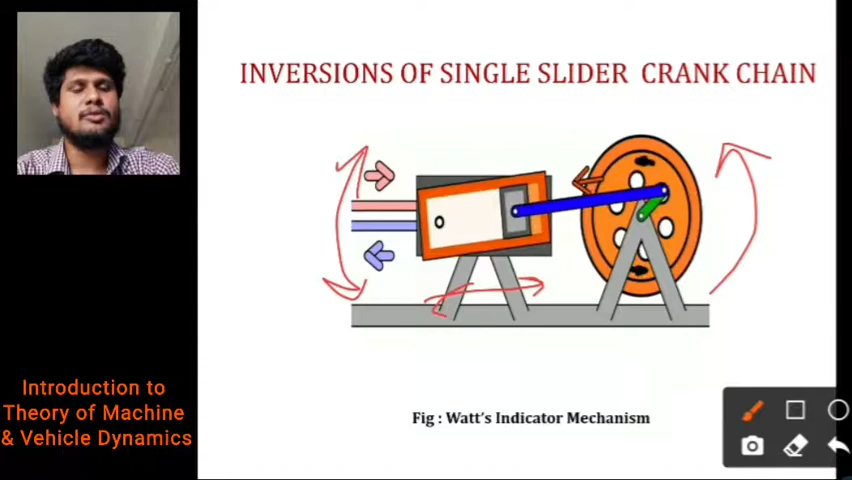 INVERSIONS OF SINGLE SLIDER CRANK CHAIN
Fig : Watt's Indicator Mechanism
Introduction to
Theory of Machine
& Vehicle Dynamics